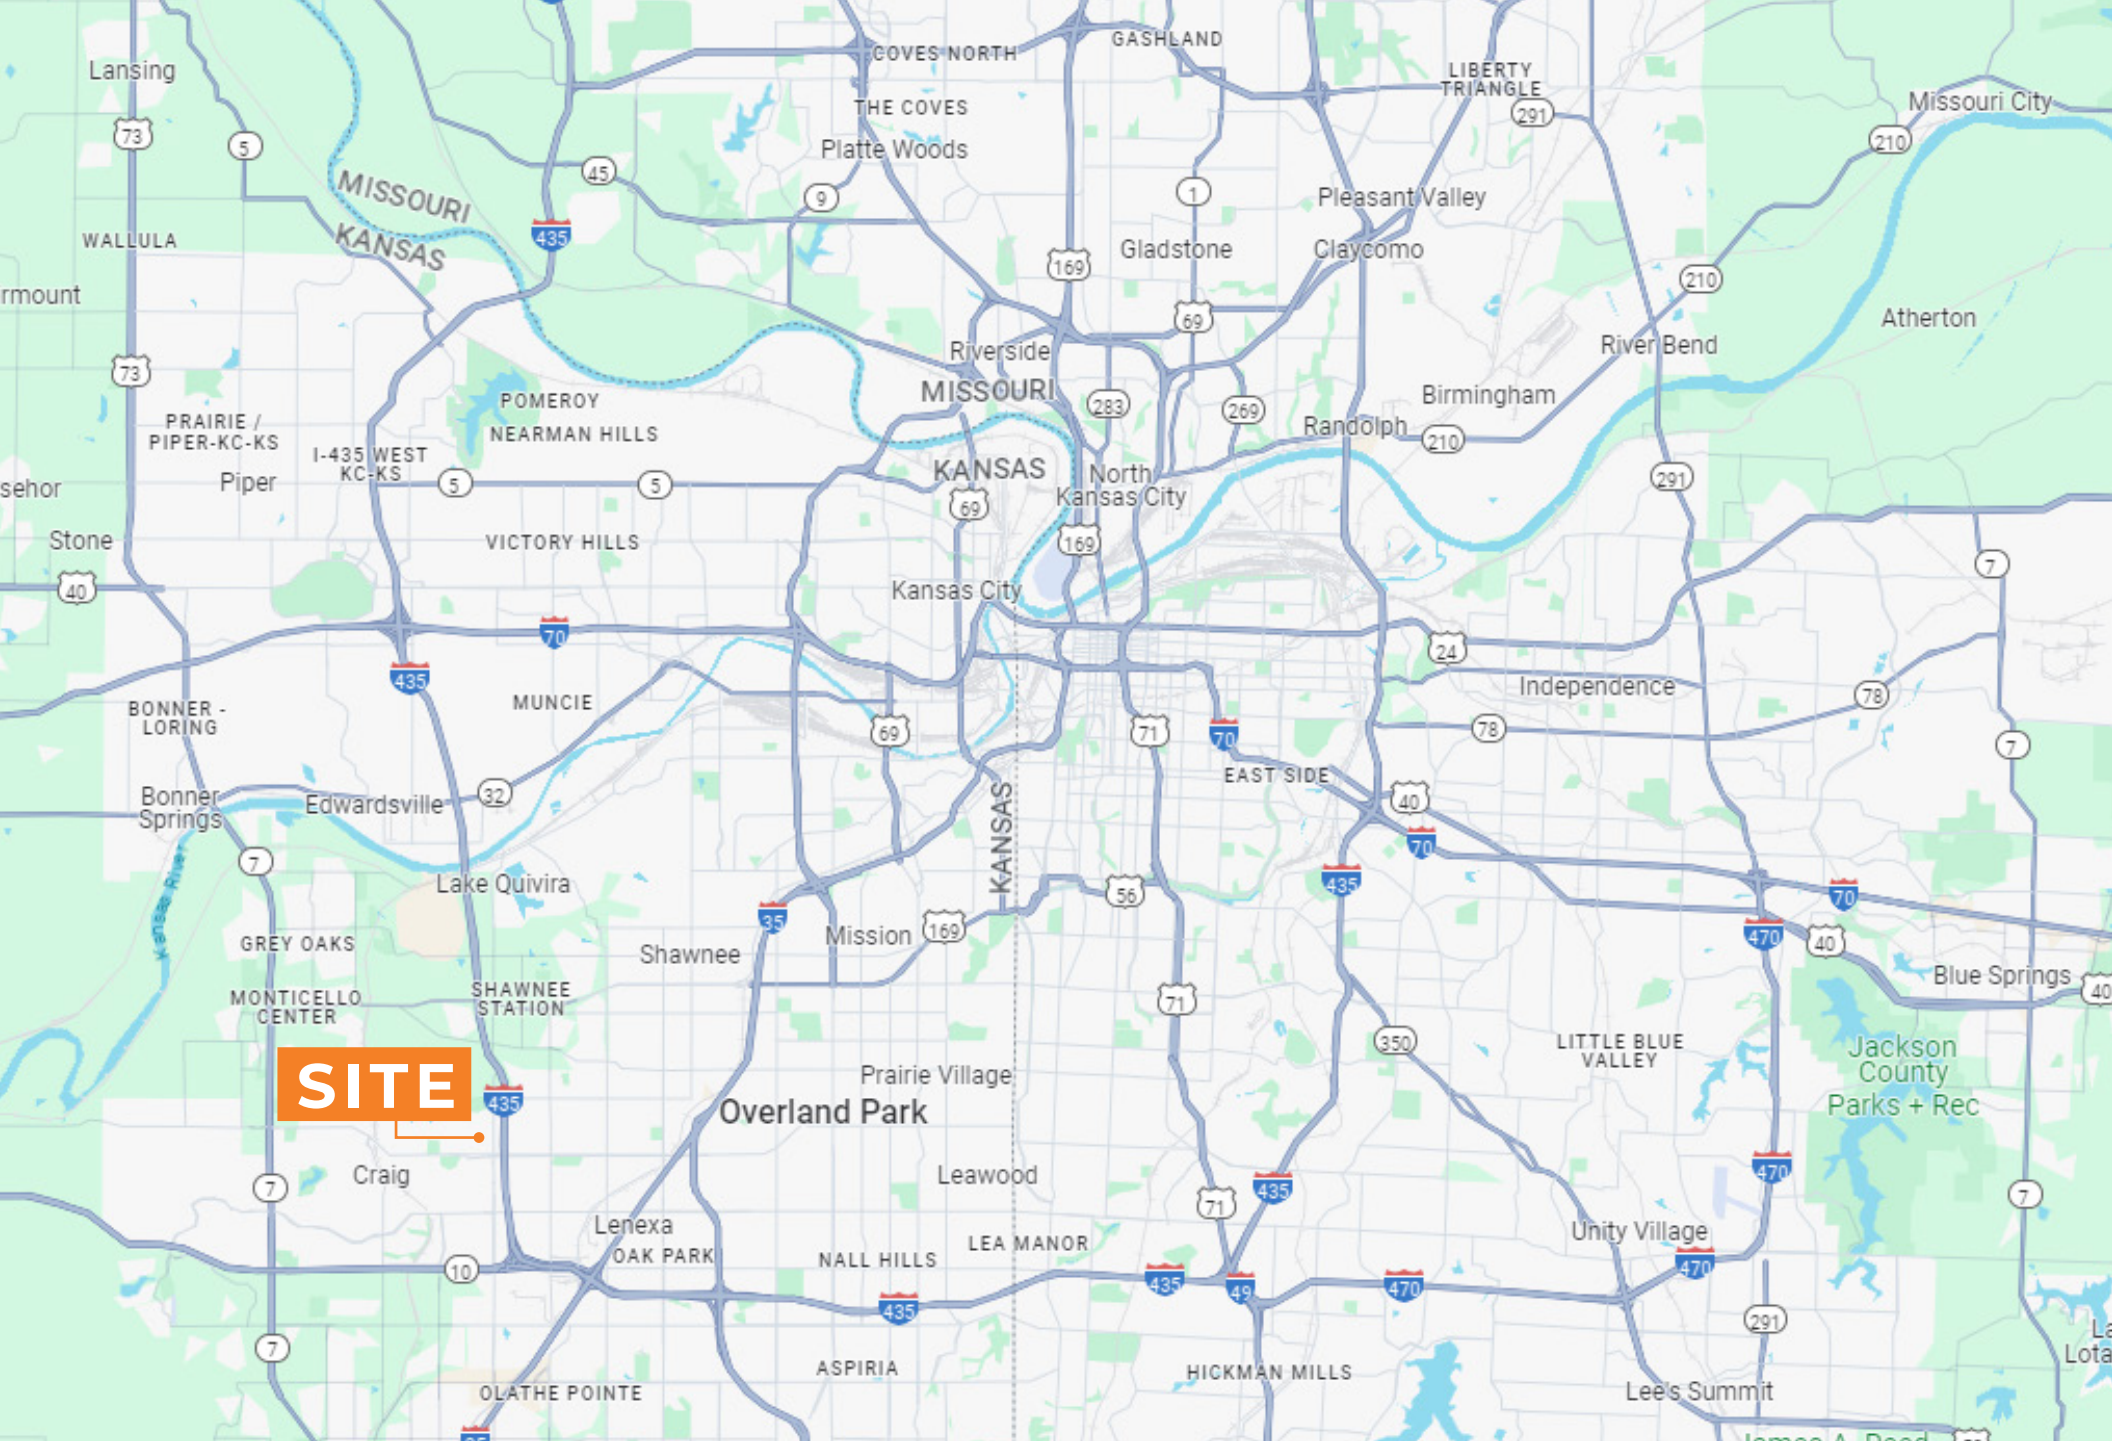 COVES NORTH
GASHLAND
Lansing
LIBERTY
TRIANGLE
Missouri City
THE COVES
291
73
5
210
Platte Woods
45
9
1
Pleasant Valley
MISSOURI
KANSAS
WALLULA
435
Gladstone
Claycomo
169
210
rmount
69
Atherton
Riverside
River Bend
73
MISSOURI
POMEROY
283
269
Birmingham
PRAIRIE /
PIPER-KC-KS
NEARMAN HILLS
Randolph
210
I-435 WEST
KC-KS
KANSAS
North
Kansas City
Piper
5
5
291
sehor
69
Stone
VICTORY HILLS
169
7
40
Kansas City
70
24
435
Independence
78
MUNCIE
BONNER -
LORING
69
71
70
78
7
EAST SIDE
Bonner
Springs
Edwardsville
32
40
KANSAS
70
7
Lake Quivira
435
56
70
Kansas River
35
Mission
169
470
40
GREY OAKS
Shawnee
Blue Springs
40
MONTICELLO
CENTER
SHAWNEE
STATION
71
350
LITTLE BLUE
VALLEY
Jackson
County
Parks + Rec
SITE
435
Prairie Village
Overland Park
Craig
7
Leawood
435
470
71
7
Lenexa
OAK PARK
NALL HILLS
LEA MANOR
Unity Village
10
435
49
470
470
435
291
7
ASPIRIA
HICKMAN MILLS
OLATHE POINTE
Lee's Summit
La
Lota